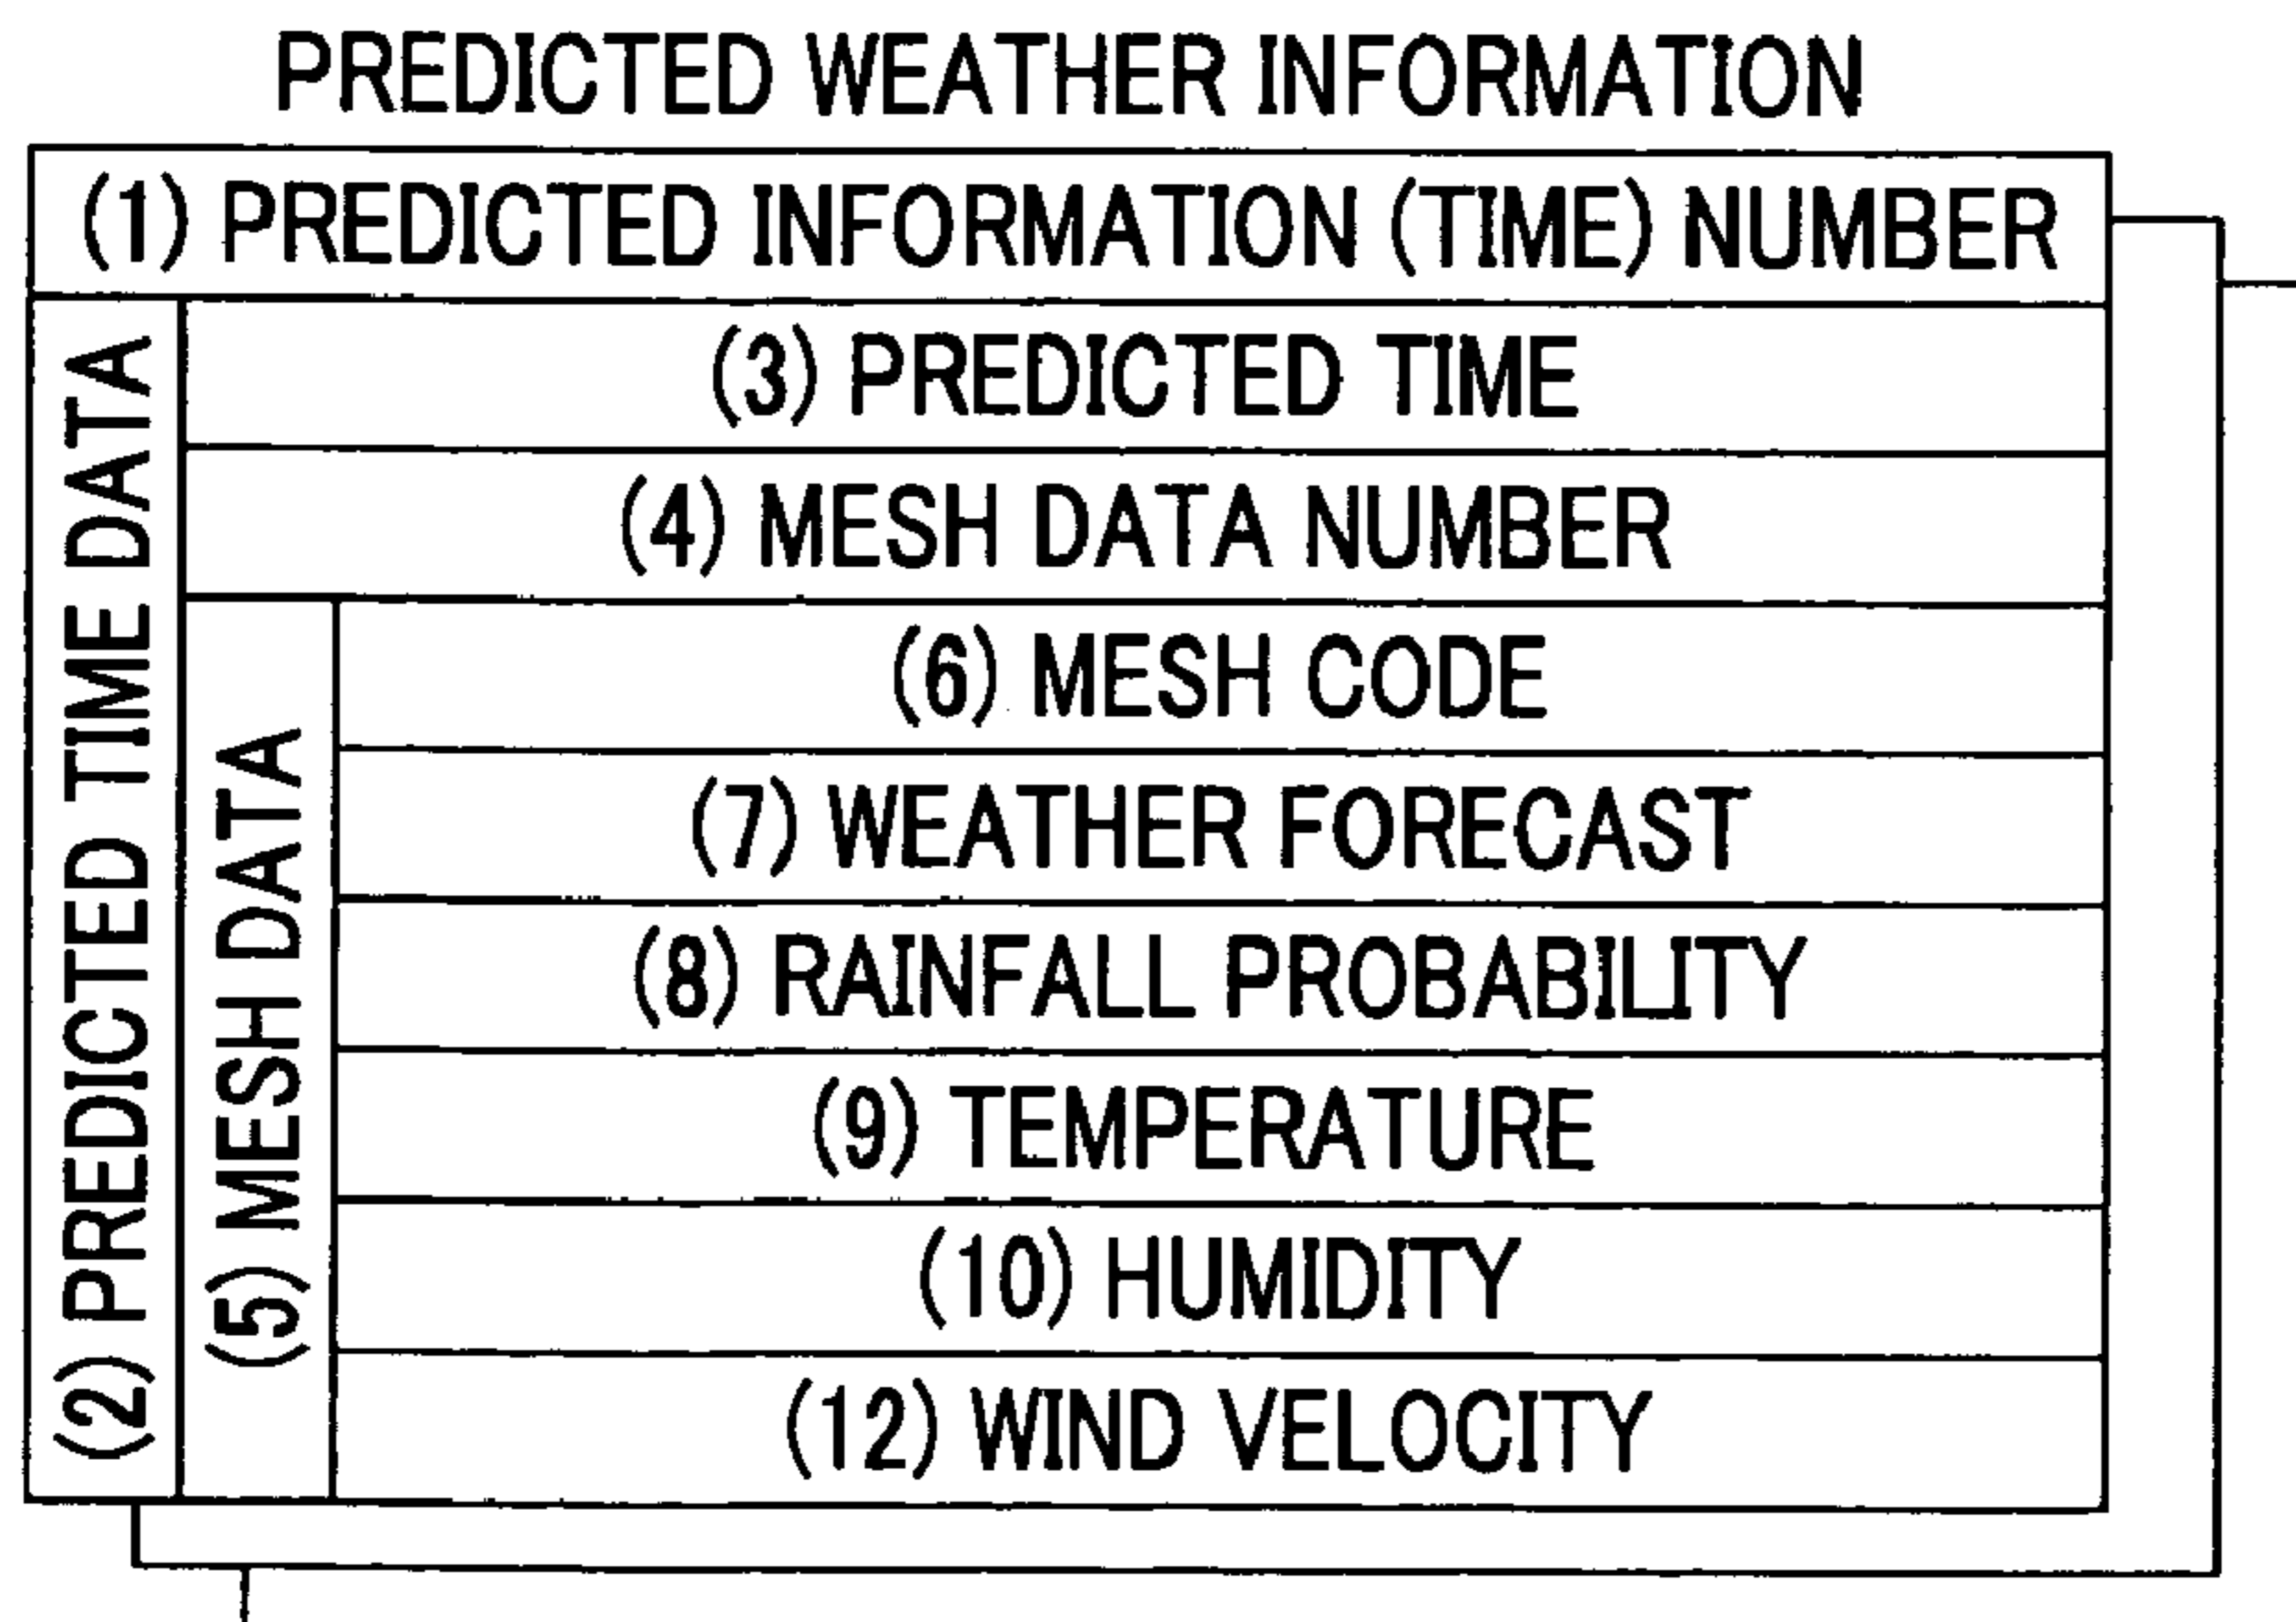 PREDICTED WEATHER INFORMATION
(1) PREDICTED INFORMATION (TIME) NUMBER
(2) PREDICTED TIME DATA
(3) PREDICTED TIME
(4) MESH DATA NUMBER
(5) MESH DATA
(6) MESH CODE
(7) WEATHER FORECAST
(8) RAINFALL PROBABILITY
(9) TEMPERATURE
(10) HUMIDITY
(12) WIND VELOCITY